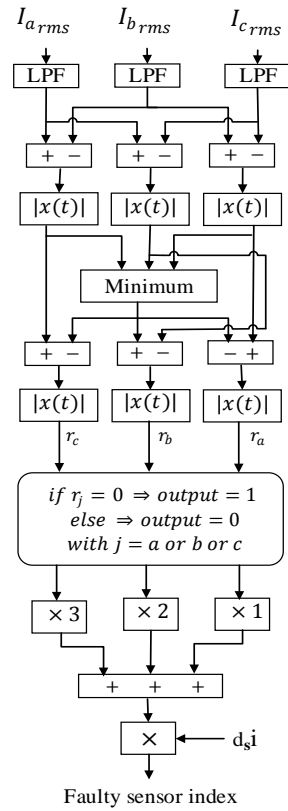 I_a rms I_b rms I_c rms
LPF LPF LPF
+ − + − + −
|x(t)| |x(t)| |x(t)|
Minimum
+ − + − − +
|x(t)| |x(t)| |x(t)|
r_c r_b r_a
if r_j = 0 ⇒ output = 1
else ⇒ output = 0
with j = a or b or c
× 3 × 2 × 1
+ + +
× d_s i
Faulty sensor index